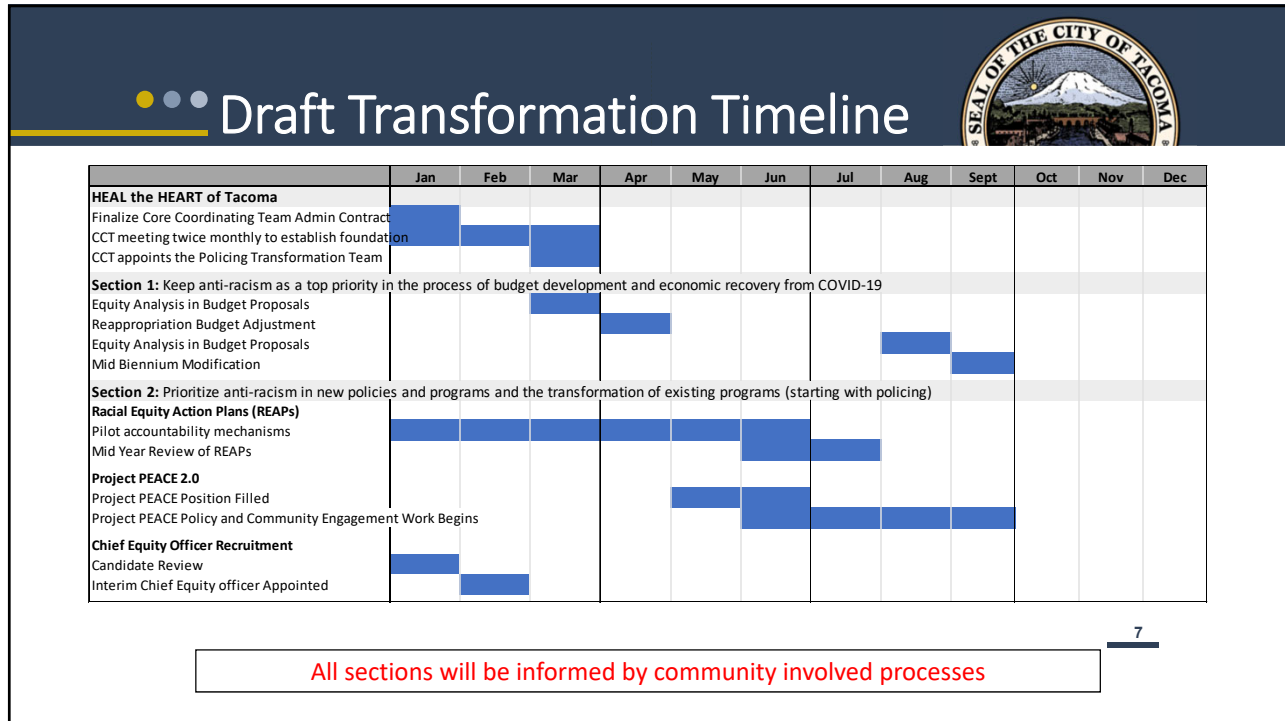 Draft Transformation Timeline
SEAL OF THE CITY OF TACOMA
Jan Feb Mar Apr May Jun Jul Aug Sept Oct Nov Dec
HEAL the HEART of Tacoma
Finalize Core Coordinating Team Admin Contract
CCT meeting twice monthly to establish foundation
CCT appoints the Policing Transformation Team
Section 1: Keep anti-racism as a top priority in the process of budget development and economic recovery from COVID-19
Equity Analysis in Budget Proposals
Reappropriation Budget Adjustment
Equity Analysis in Budget Proposals
Mid Biennium Modification
Section 2: Prioritize anti-racism in new policies and programs and the transformation of existing programs (starting with policing)
Racial Equity Action Plans (REAPs)
Pilot accountability mechanisms
Mid Year Review of REAPs
Project PEACE 2.0
Project PEACE Position Filled
Project PEACE Policy and Community Engagement Work Begins
Chief Equity Officer Recruitment
Candidate Review
Interim Chief Equity officer Appointed
7
All sections will be informed by community involved processes